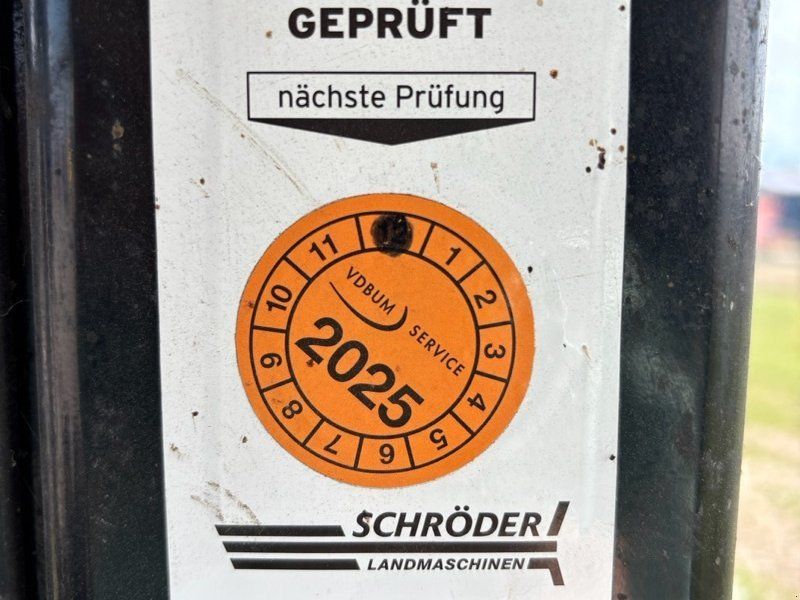 GEPRÜFT
nächste Prüfung
12
1
2
3
4
5
6
7
8
9
10
11
VDBUM
SERVICE
2025
SCHRÖDER
LANDMASCHINEN